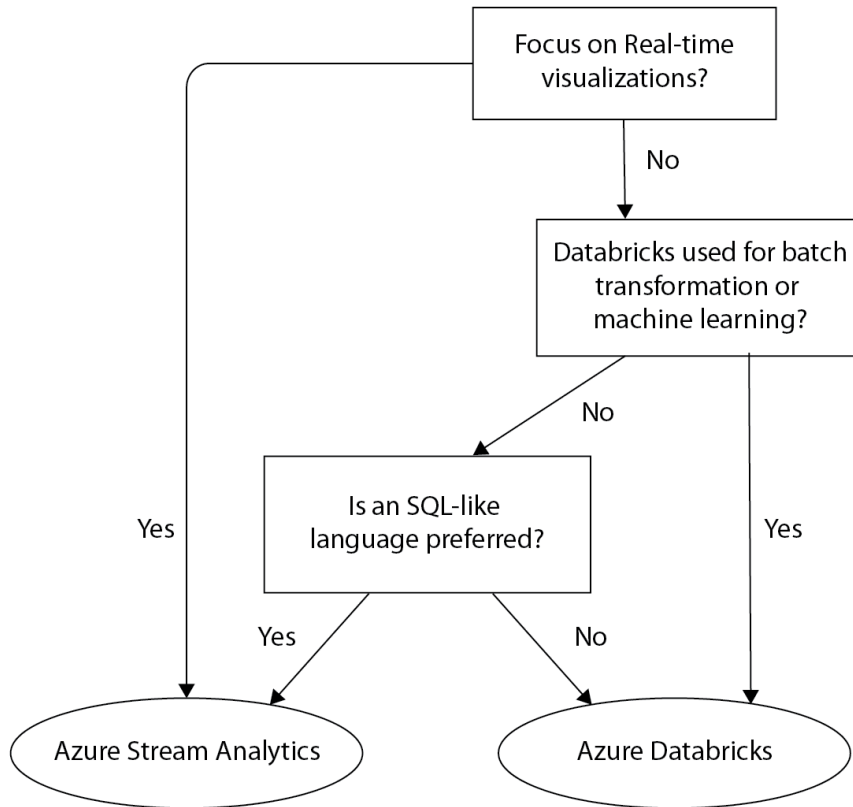 Focus on Real-time
visualizations?
No
Databricks used for batch
transformation or
machine learning?
No
Is an SQL-like
language preferred?
Yes
Yes
Yes
No
Azure Stream Analytics
Azure Databricks